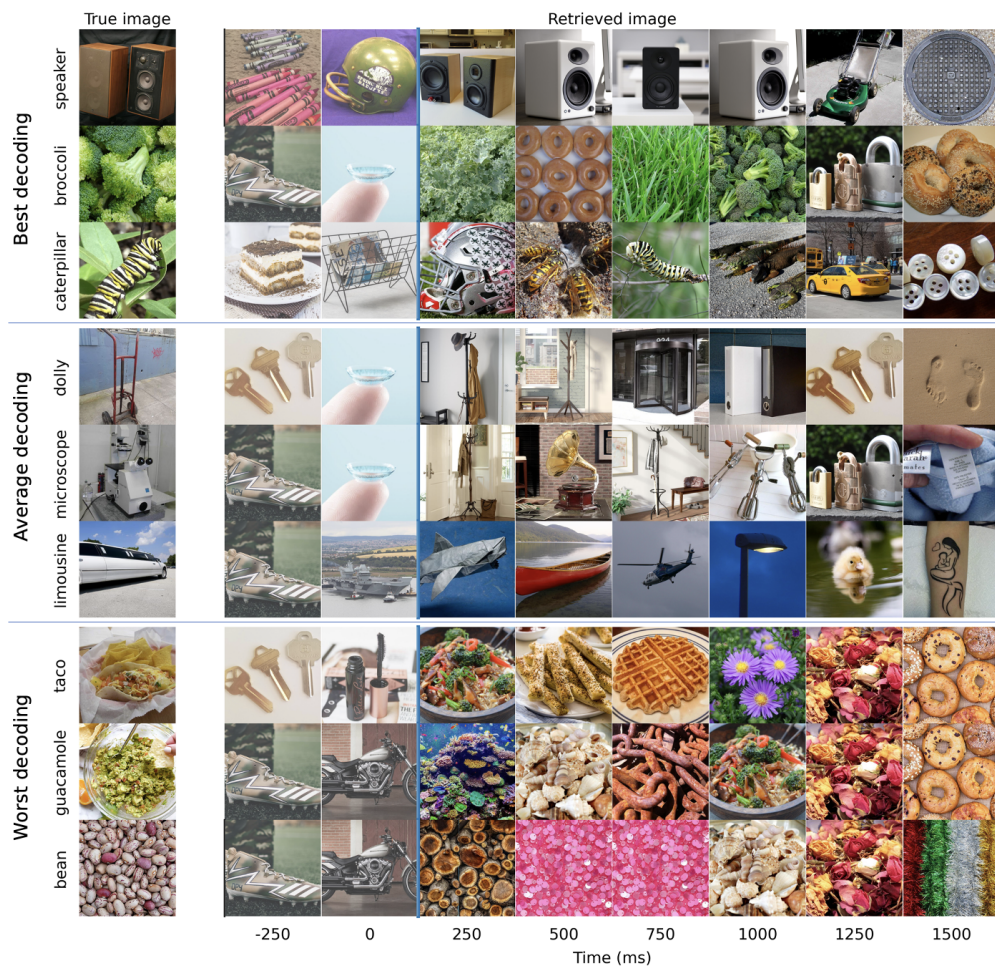 True image
Retrieved image
Best decoding
speaker
broccoli
caterpillar
Average decoding
dolly
microscope
limousine
Worst decoding
taco
guacamole
bean
-250
0
250
500
750
1000
1250
1500
Time (ms)